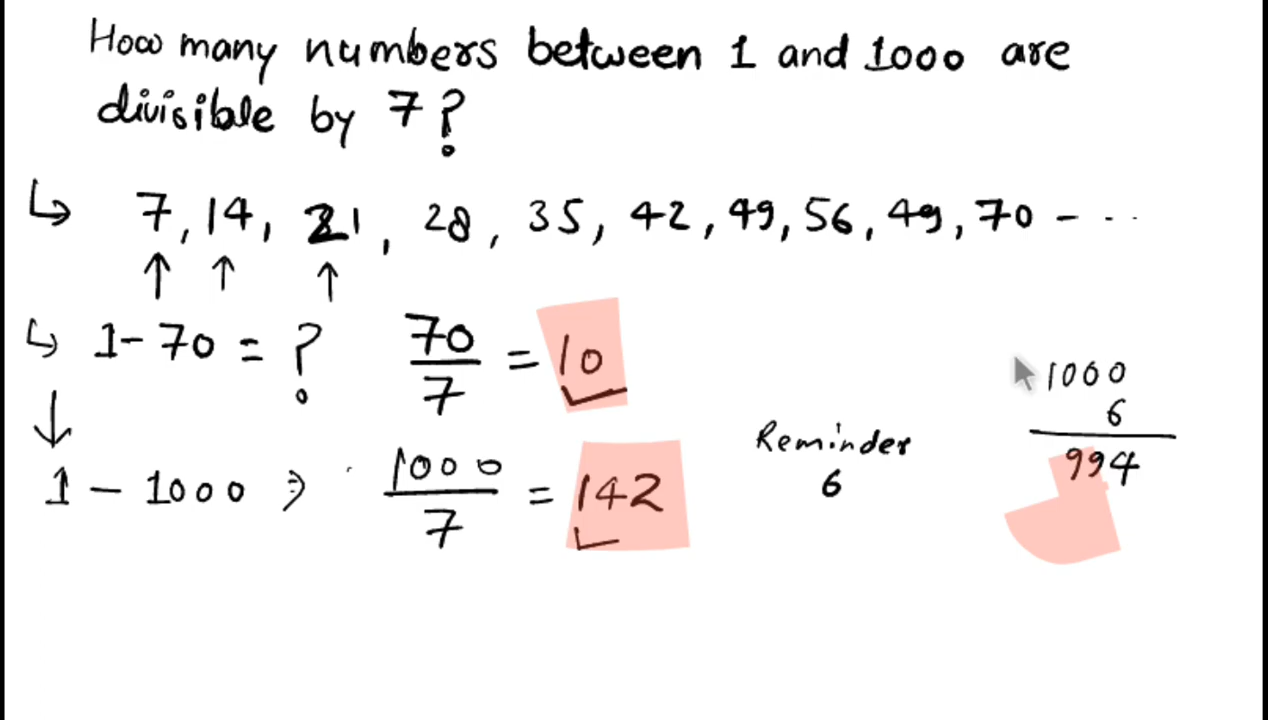 How many numbers between 1 and 1000 are
divisible by 7?
↳ 7, 14, 21, 28, 35, 42, 49, 56, 49, 70 - ...
↑ ↑ ↑
↳ 1-70 = ? 70/7 = 10
↓
1 - 1000 ⇒ 1000/7 = 142
Reminder
6
1000
6
994